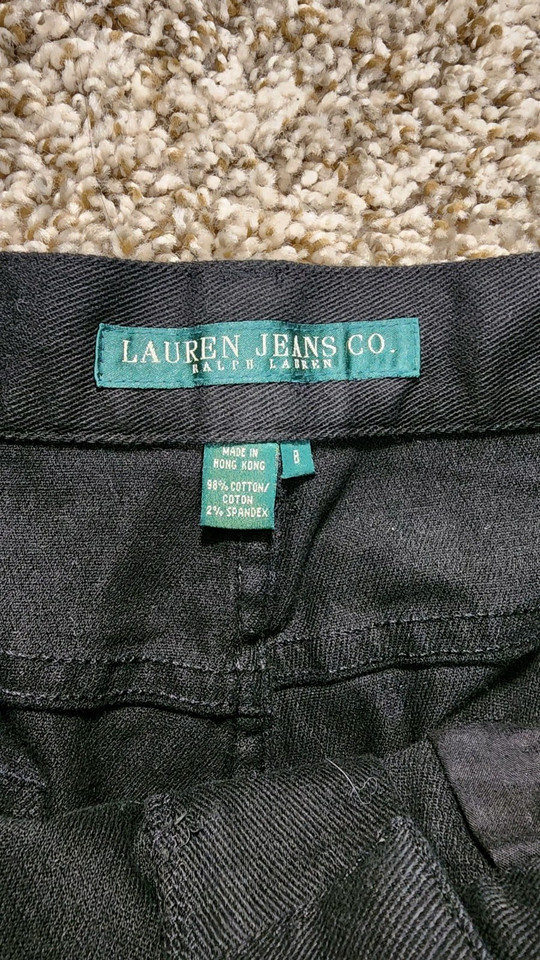 LAUREN JEANS CO.
RALPH LAUREN
MADE IN
HONG KONG
98% COTTON/
COTON
2% SPANDEX
8